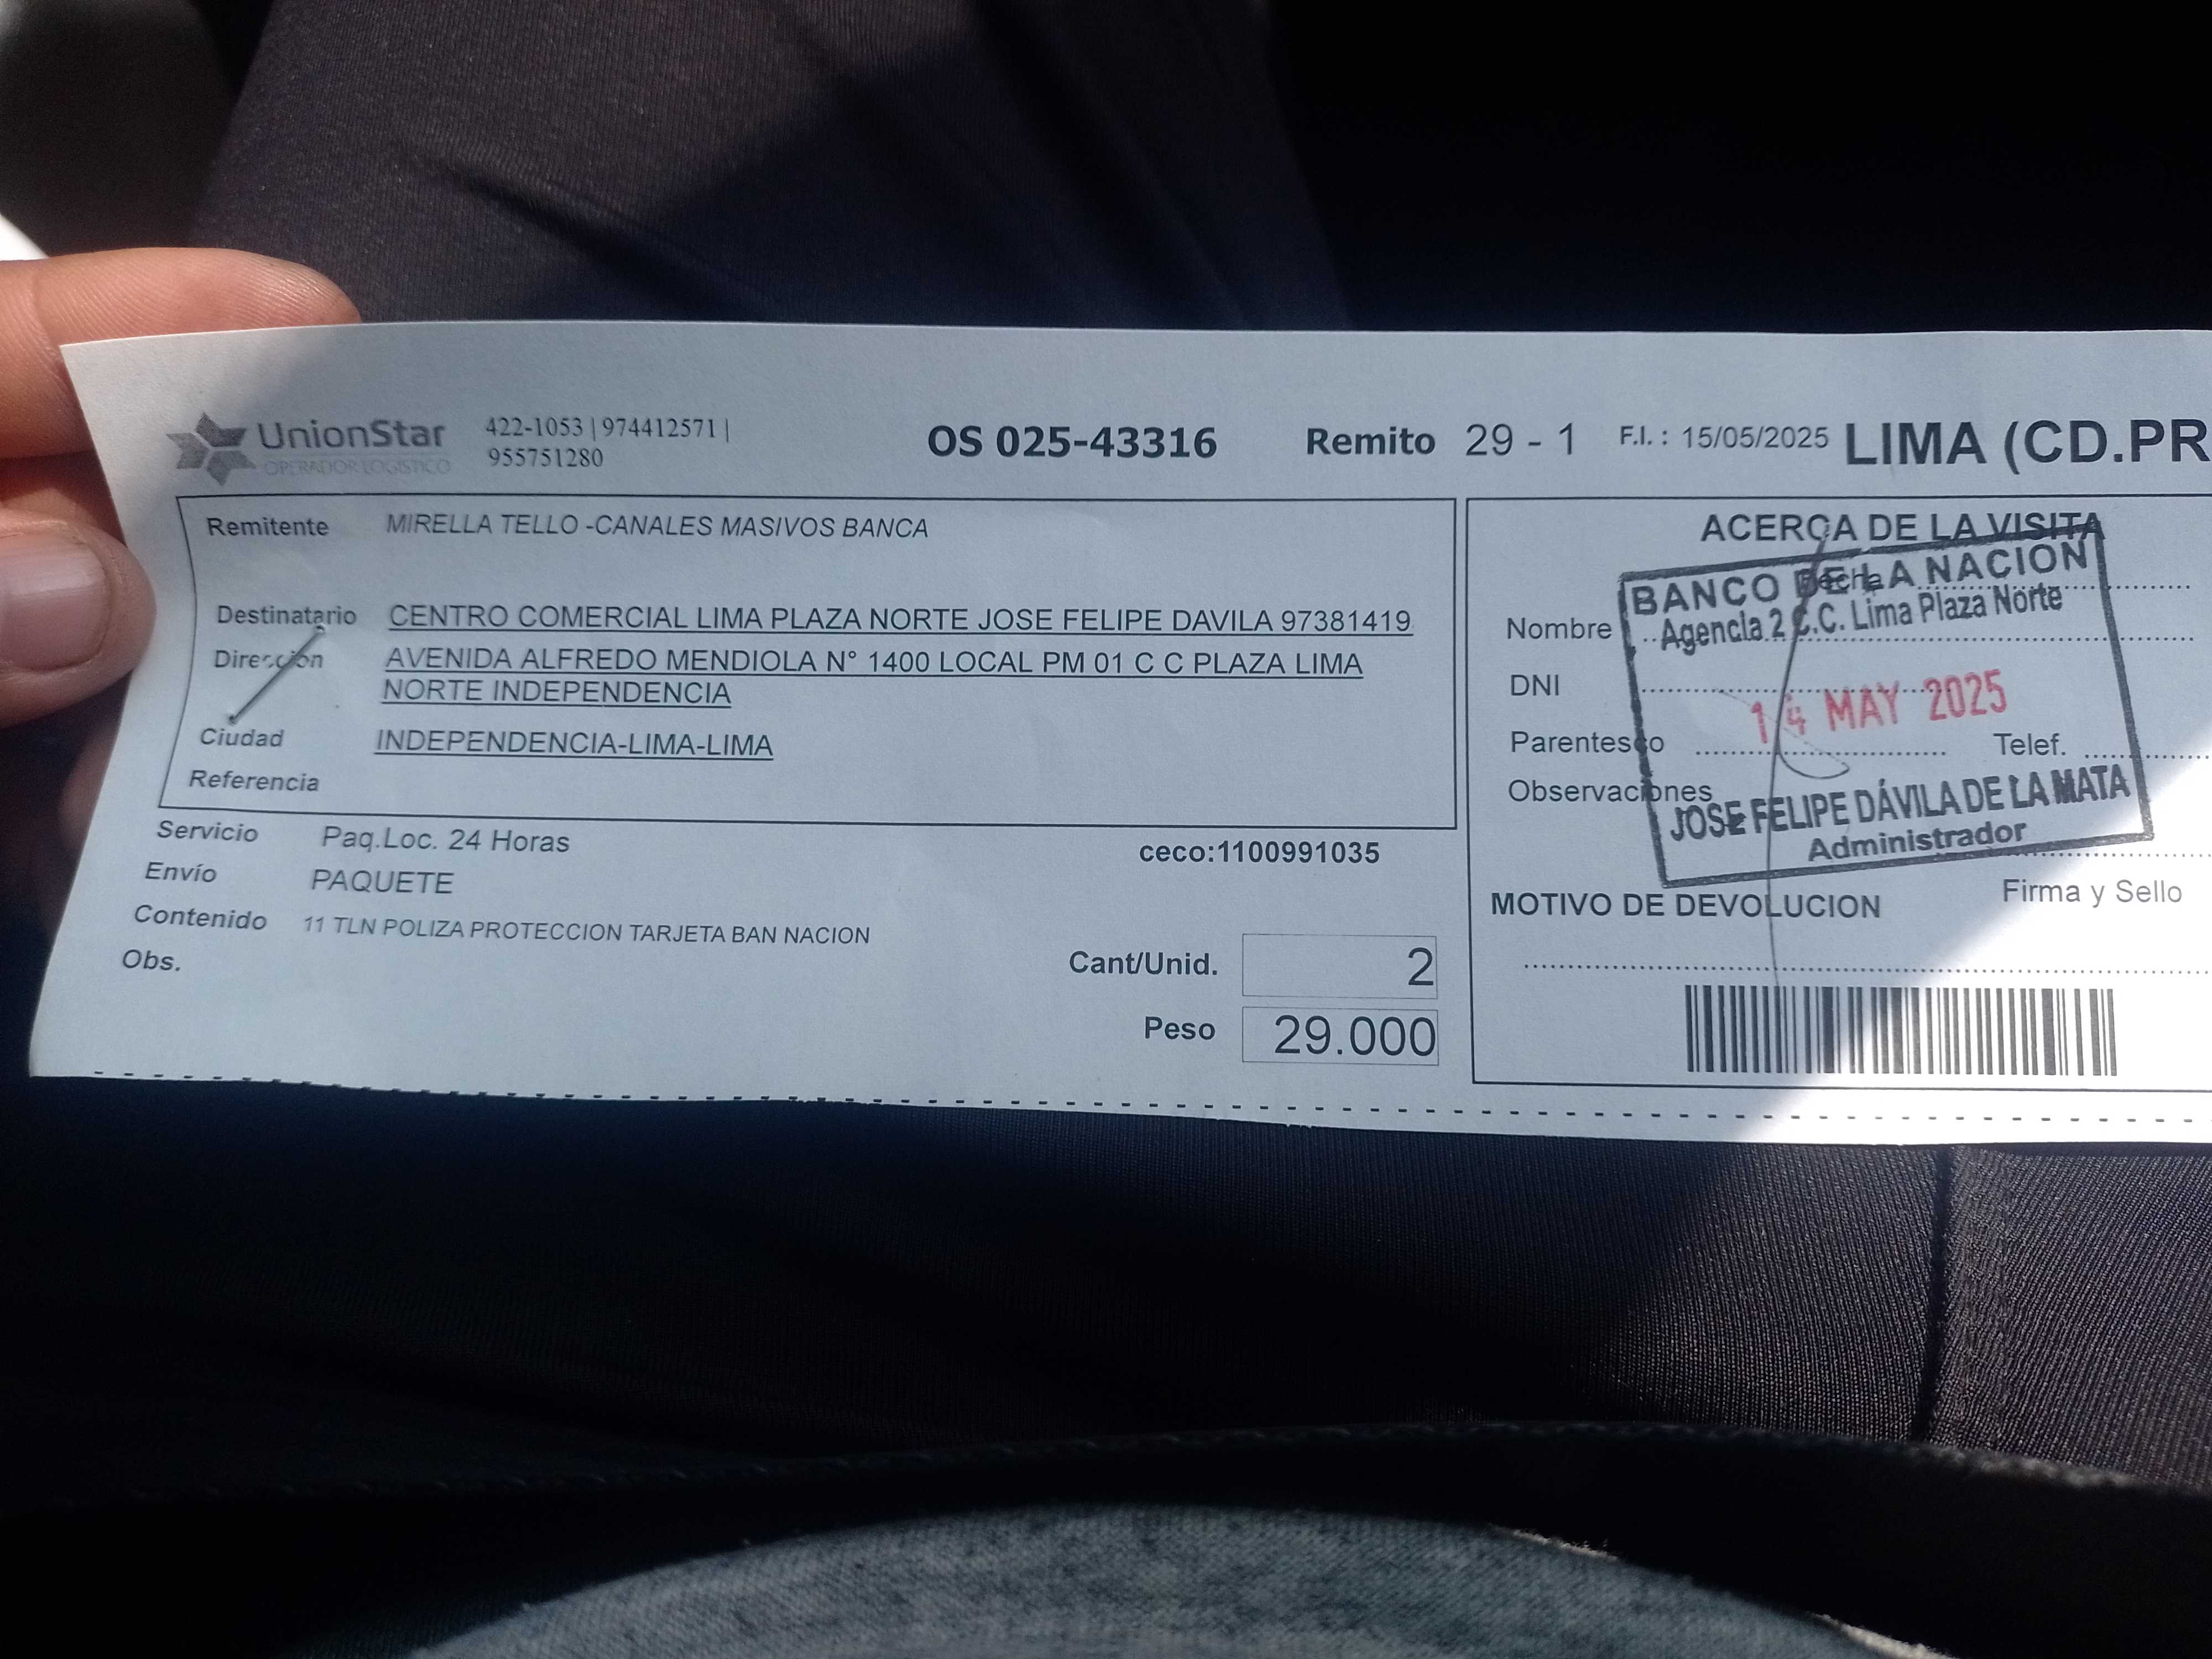 UnionStar
OPERADOR LOGISTICO
422-1053 | 974412571 |
955751280
OS 025-43316 Remito 29 - 1 F.I. : 15/05/2025 LIMA (CD.PR
Remitente MIRELLA TELLO -CANALES MASIVOS BANCA
Destinatario CENTRO COMERCIAL LIMA PLAZA NORTE JOSE FELIPE DAVILA 97381419
Dirección AVENIDA ALFREDO MENDIOLA N° 1400 LOCAL PM 01 C C PLAZA LIMA
NORTE INDEPENDENCIA
Ciudad INDEPENDENCIA-LIMA-LIMA
Referencia
Servicio Paq.Loc. 24 Horas
ceco:1100991035
Envío PAQUETE
Contenido 11 TLN POLIZA PROTECCION TARJETA BAN NACION
Obs.
Cant/Unid. 2
Peso 29.000
ACERCA DE LA VISITA
Fecha
Nombre
DNI
Parentesco Telef.
Observaciones
BANCO DE LA NACION
Agencia 2 C.C. Lima Plaza Norte
14 MAY 2025
JOSE FELIPE DÁVILA DE LA MATA
Administrador
Firma y Sello
MOTIVO DE DEVOLUCION